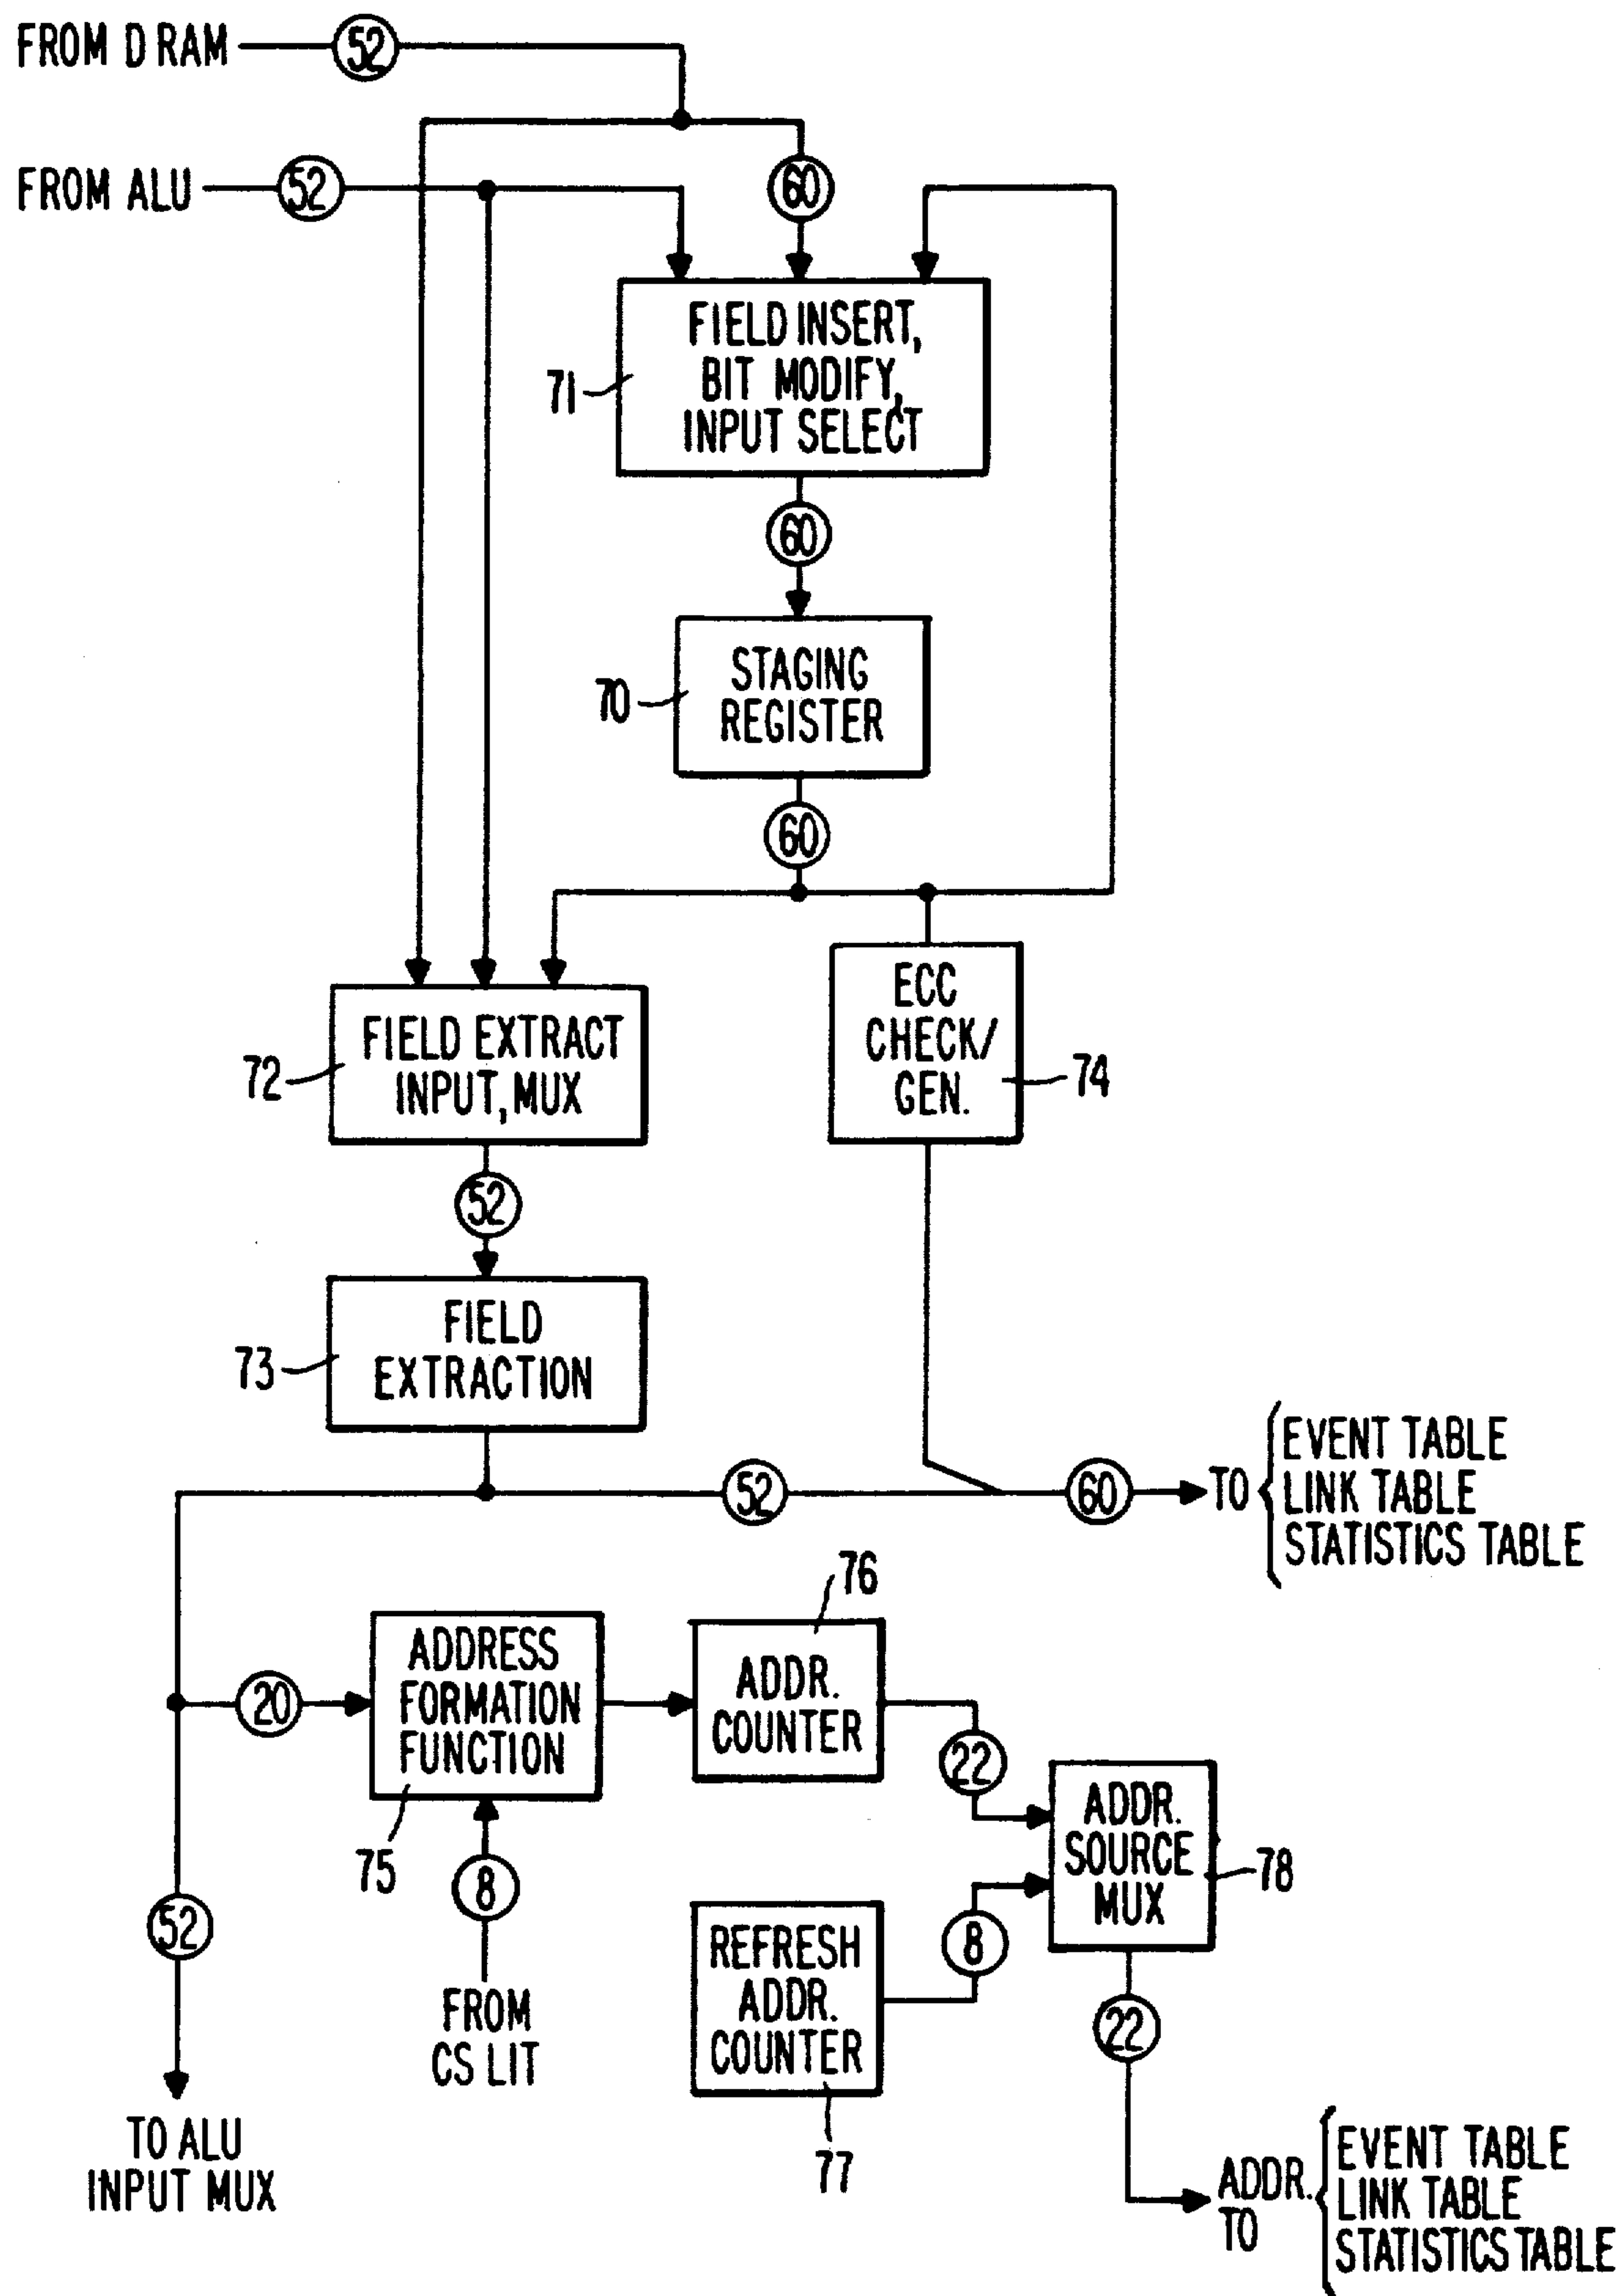 FROM D RAM
52
FROM ALU
52
60
FIELD INSERT,
BIT MODIFY,
INPUT SELECT
71
60
STAGING
REGISTER
70
60
FIELD EXTRACT
INPUT, MUX
72
ECC
CHECK/
GEN.
74
52
FIELD
EXTRACTION
73
52
60
TO
EVENT TABLE
LINK TABLE
STATISTICS TABLE
20
ADDRESS
FORMATION
FUNCTION
75
76
ADDR.
COUNTER
22
ADDR.
SOURCE
MUX
78
8
FROM
CS LIT
52
TO ALU
INPUT MUX
REFRESH
ADDR.
COUNTER
77
8
22
ADDR.
TO
EVENT TABLE
LINK TABLE
STATISTICS TABLE